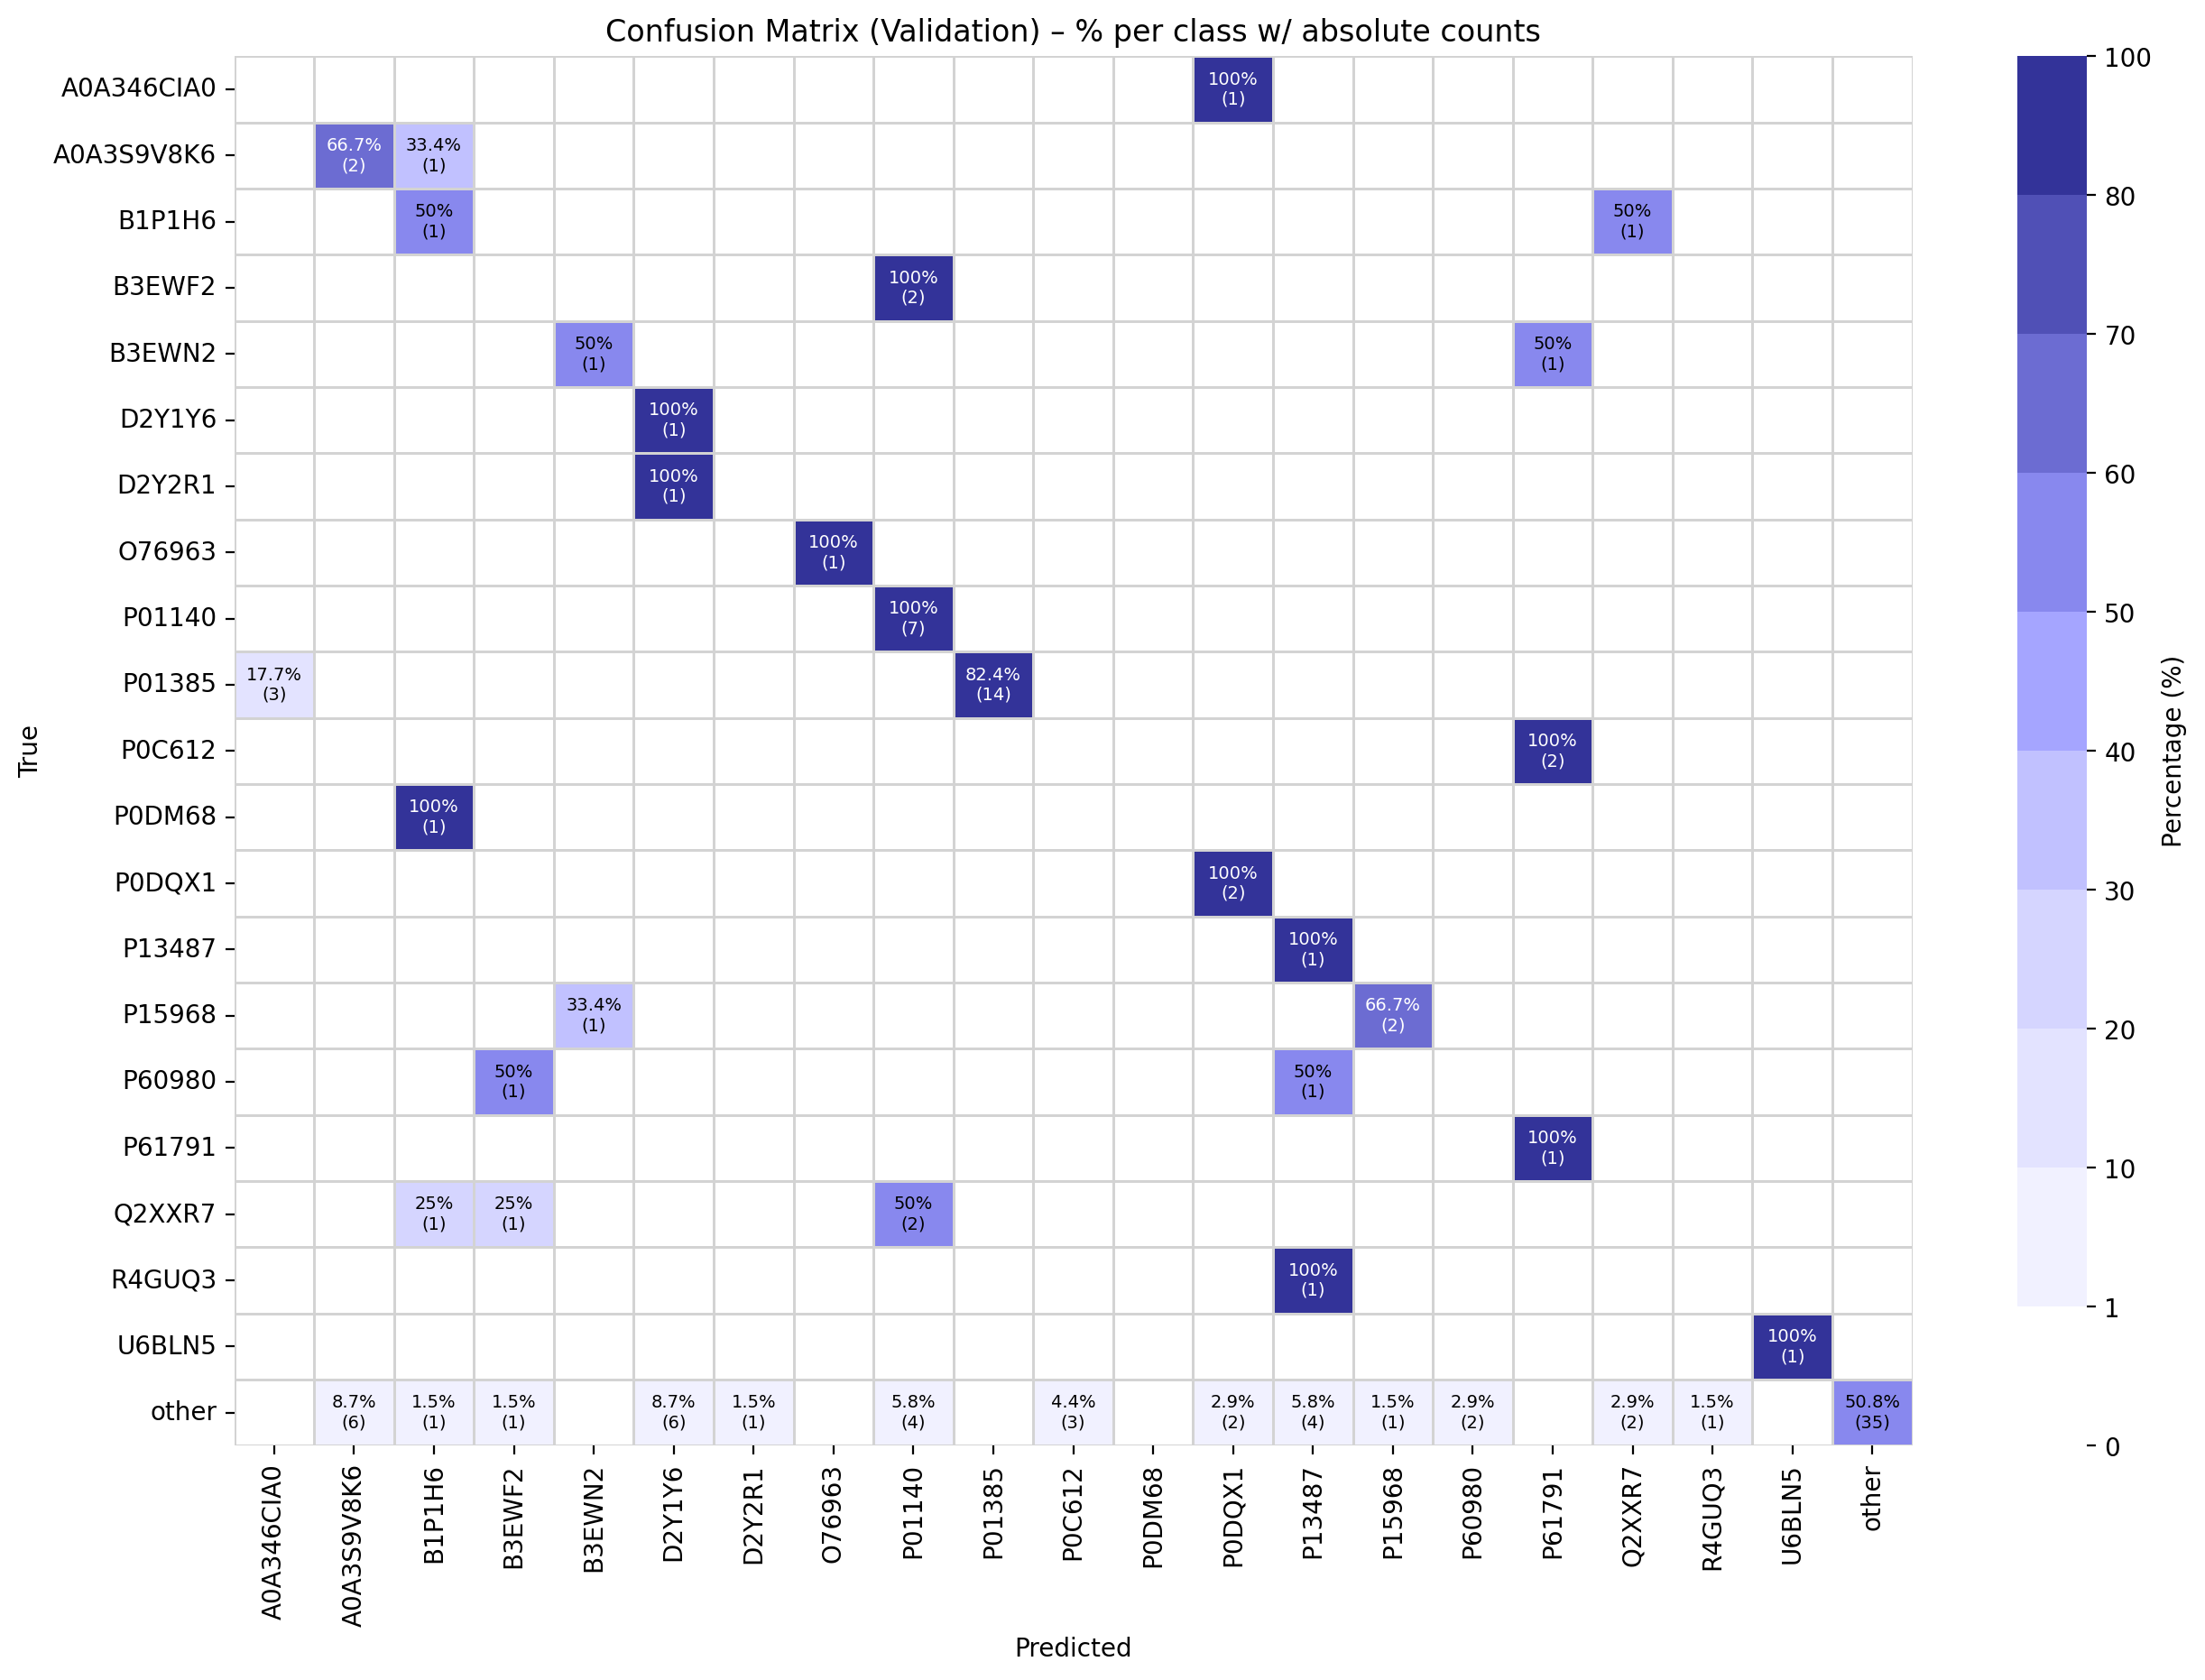 Confusion Matrix (Validation) – % per class w/ absolute counts
True
A0A346CIA0
100%
(1)
A0A3S9V8K6
66.7%
(2)
33.4%
(1)
B1P1H6
50%
(1)
50%
(1)
B3EWF2
100%
(2)
B3EWN2
50%
(1)
50%
(1)
D2Y1Y6
100%
(1)
D2Y2R1
100%
(1)
O76963
100%
(1)
P01140
100%
(7)
P01385
17.7%
(3)
82.4%
(14)
P0C612
100%
(2)
P0DM68
100%
(1)
P0DQX1
100%
(2)
P13487
100%
(1)
P15968
33.4%
(1)
66.7%
(2)
P60980
50%
(1)
50%
(1)
P61791
100%
(1)
Q2XXR7
25%
(1)
25%
(1)
50%
(2)
R4GUQ3
100%
(1)
U6BLN5
100%
(1)
other
8.7%
(6)
1.5%
(1)
1.5%
(1)
8.7%
(6)
1.5%
(1)
5.8%
(4)
4.4%
(3)
2.9%
(2)
5.8%
(4)
1.5%
(1)
2.9%
(2)
2.9%
(2)
1.5%
(1)
50.8%
(35)
A0A346CIA0
A0A3S9V8K6
B1P1H6
B3EWF2
B3EWN2
D2Y1Y6
D2Y2R1
O76963
P01140
P01385
P0C612
P0DM68
P0DQX1
P13487
P15968
P60980
P61791
Q2XXR7
R4GUQ3
U6BLN5
other
Predicted
100
80
70
60
50
40
30
20
10
1
0
Percentage (%)